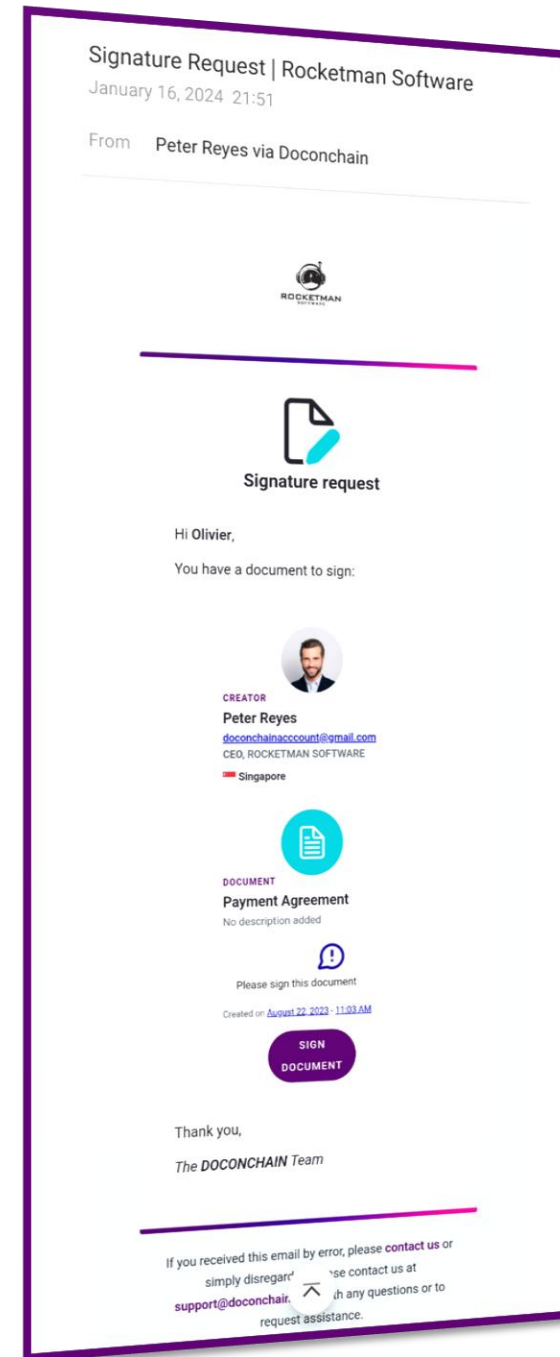 Signature Request | Rocketman Software
January 16, 2024 21:51
From Peter Reyes via Doconchain
ROCKETMAN
SOFTWARE
Signature request
Hi Olivier,
You have a document to sign:
CREATOR
Peter Reyes
doconchainacccount@gmail.com
CEO, ROCKETMAN SOFTWARE
Singapore
DOCUMENT
Payment Agreement
No description added
Please sign this document
Created on August 22, 2023 - 11:03 AM
SIGN
DOCUMENT
Thank you,
The DOCONCHAIN Team
If you received this email by error, please contact us or
simply disregard contact us at
any questions or to
request assistance.